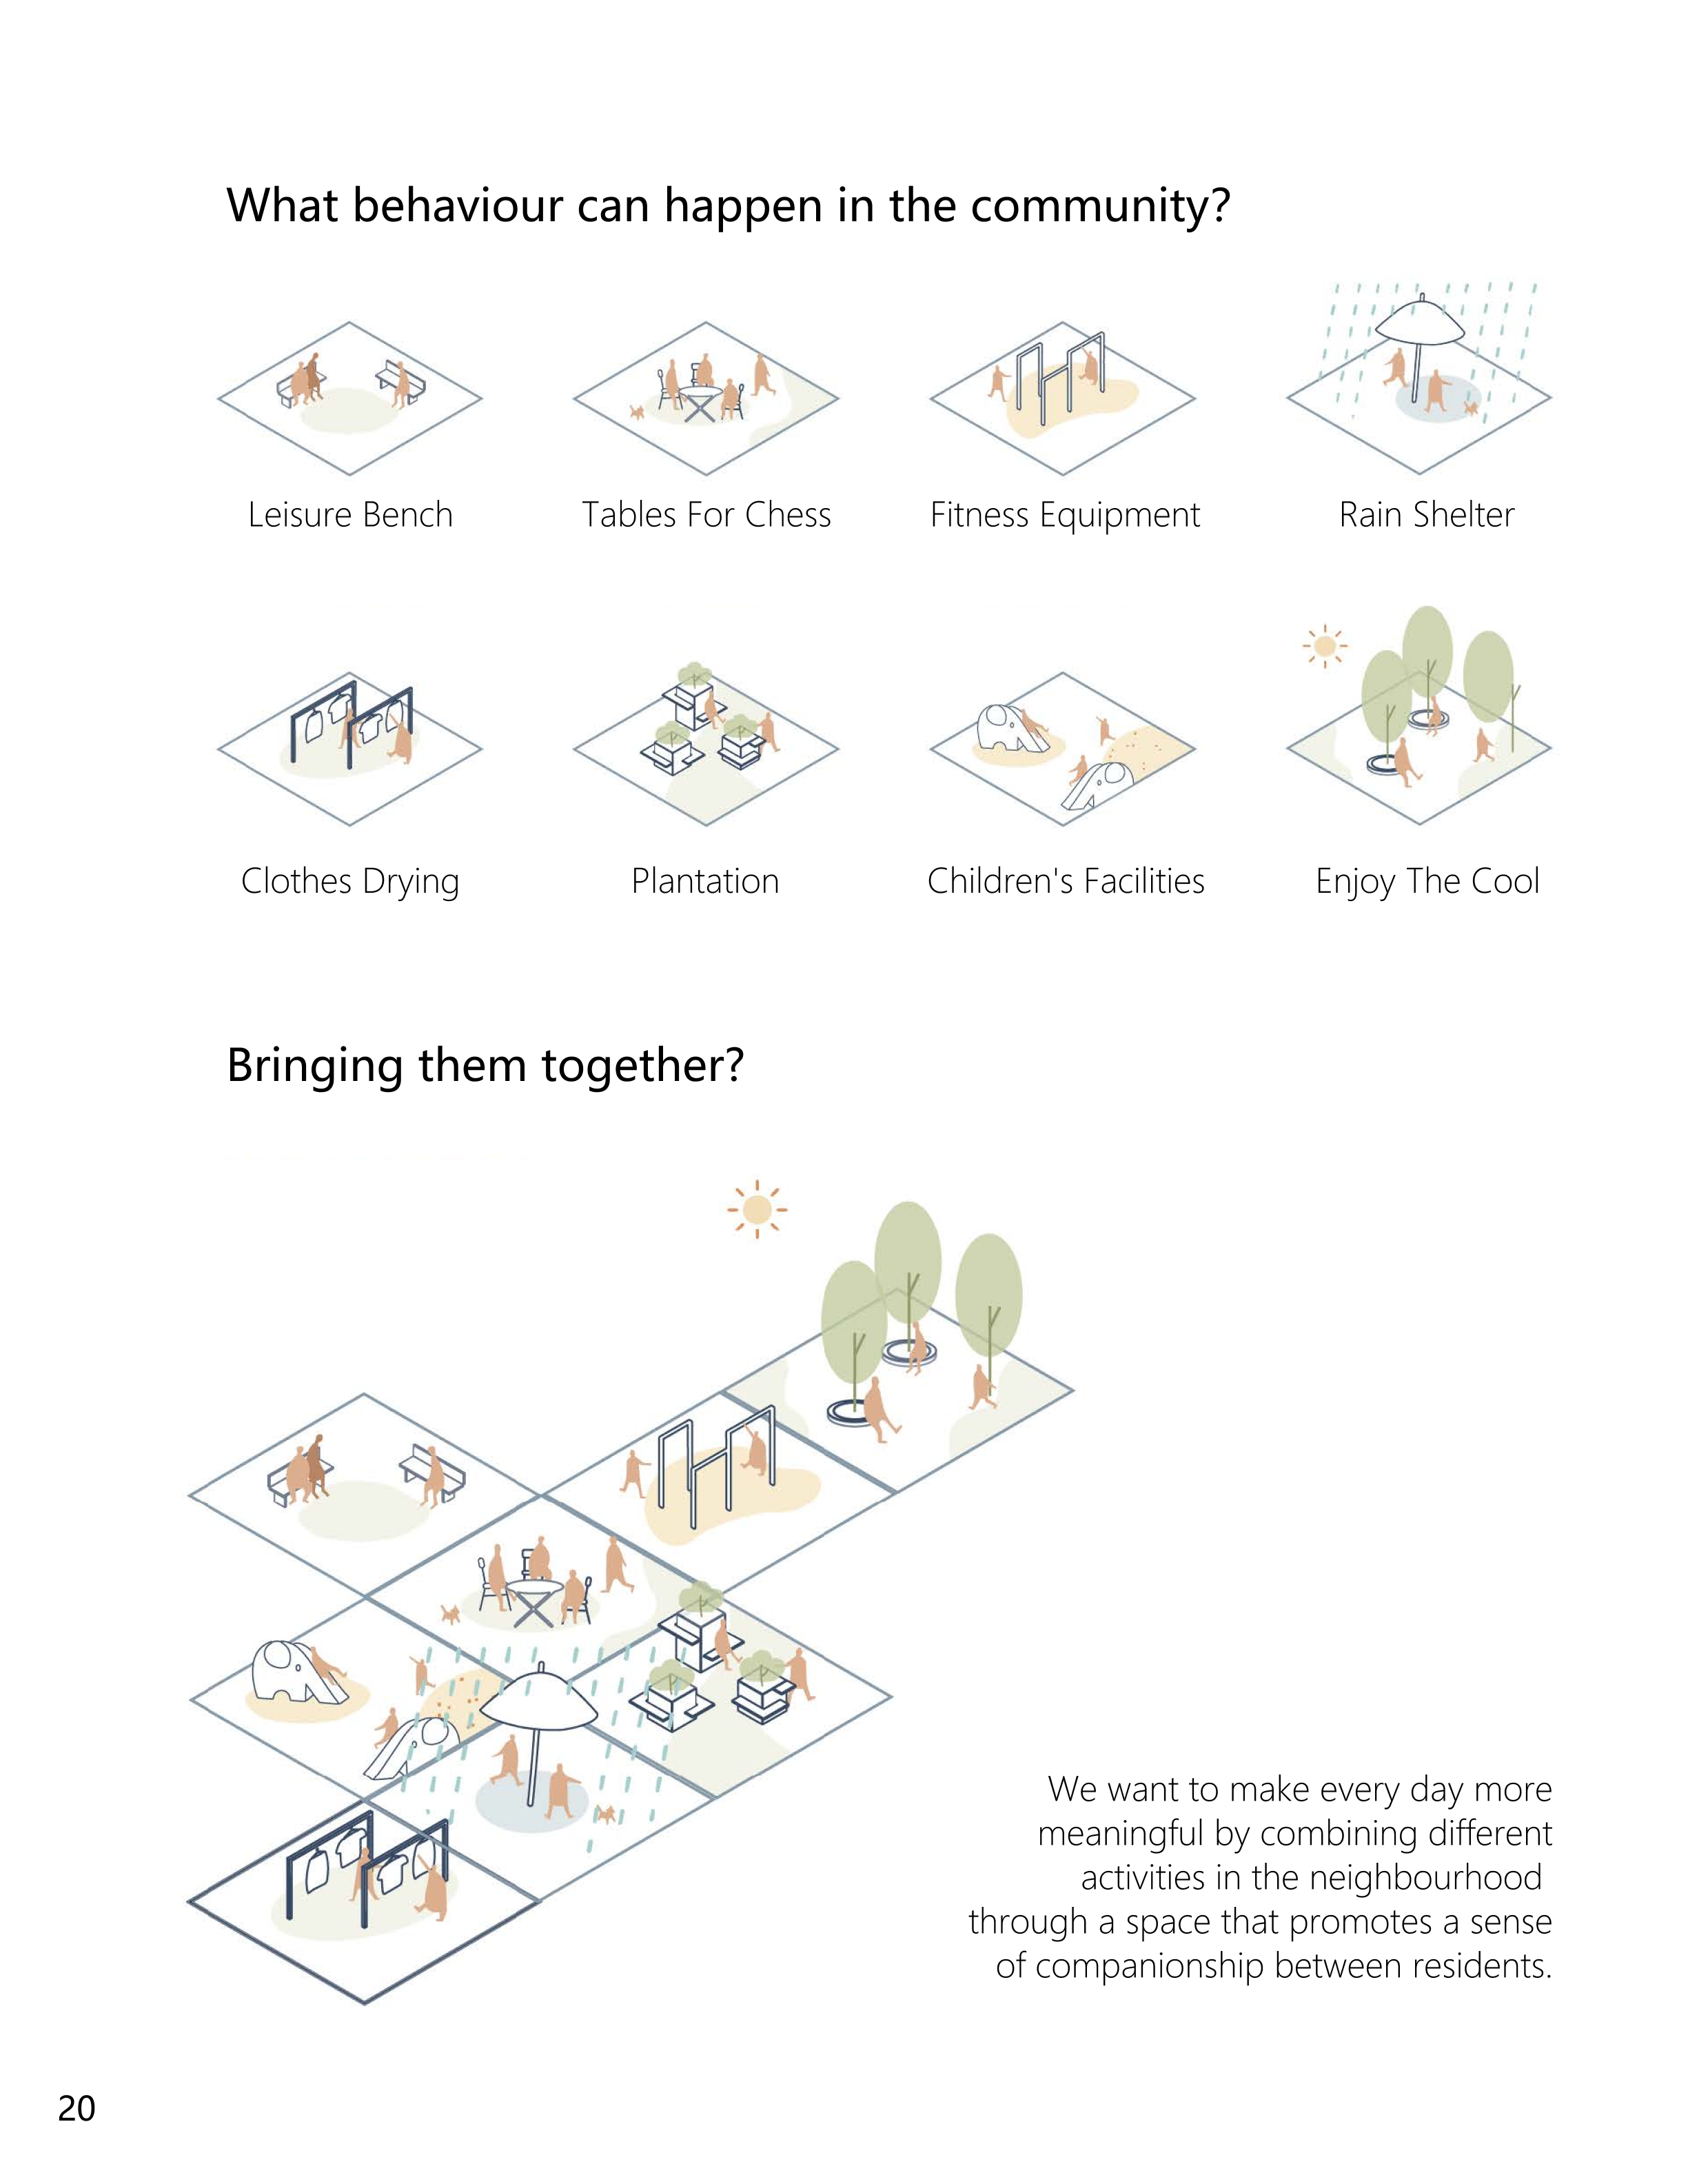 What behaviour can happen in the community?
Leisure Bench
Tables For Chess
Fitness Equipment
Rain Shelter
Clothes Drying
Plantation
Children's Facilities
Enjoy The Cool
Bringing them together?
We want to make every day more
meaningful by combining different
activities in the neighbourhood
through a space that promotes a sense
of companionship between residents.
20